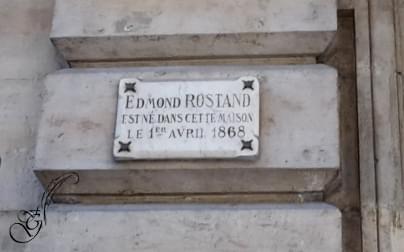 EDMOND ROSTAND
EST NÉ DANS CETTE MAISON
LE 1ER AVRIL 1868